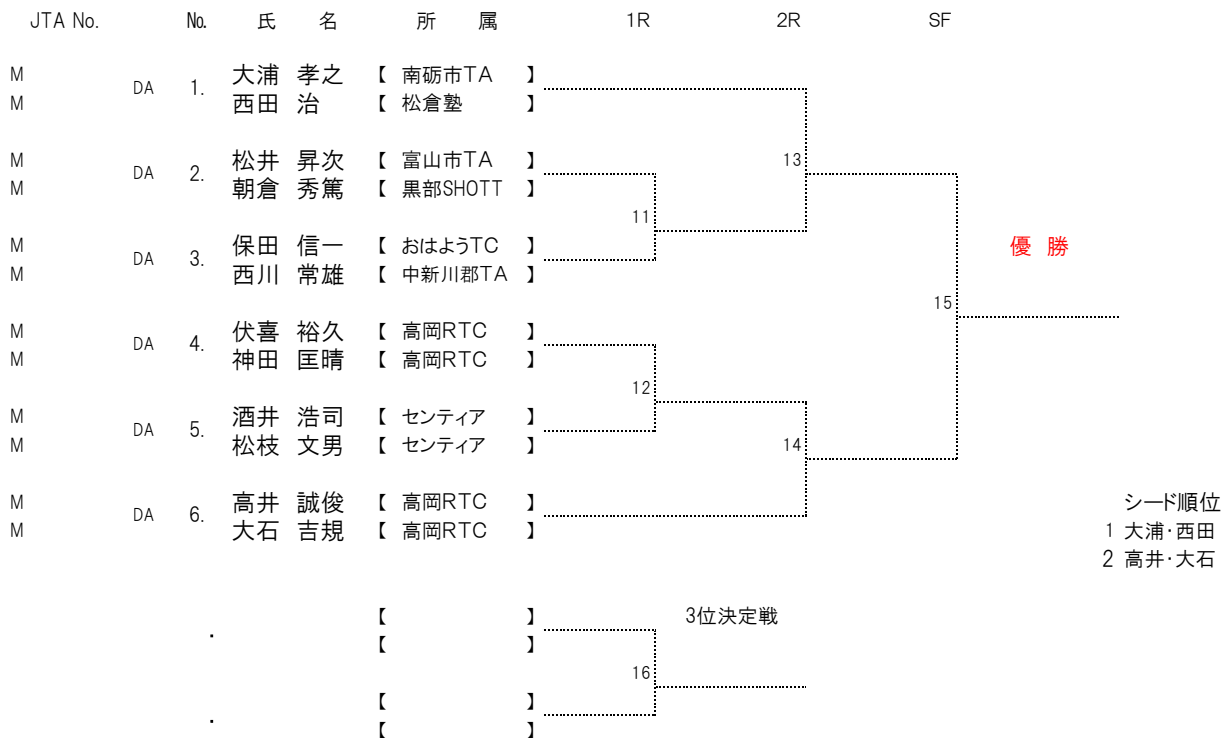 JTA No. № 氏 名 所 属 1R 2R SF
M 大浦 孝之 【 南砺市TA 】
DA 1.
M 西田 治 【 松倉塾 】
M 松井 昇次 【 富山市TA 】 13
DA 2.
M 朝倉 秀篤 【 黒部SHOTT 】
11
M 保田 信一 【 おはようTC 】 優 勝
DA 3.
M 西川 常雄 【 中新川郡TA 】
15
M 伏喜 裕久 【 高岡RTC 】
DA 4.
M 神田 匡晴 【 高岡RTC 】
12
M 酒井 浩司 【 センティア 】
DA 5.
M 松枝 文男 【 センティア 】 14
M 高井 誠俊 【 高岡RTC 】 シード順位
DA 6.
M 大石 吉規 【 高岡RTC 】 1 大浦・西田
2 高井・大石
【 】 3位決定戦
.
【 】
16
【 】
.
【 】